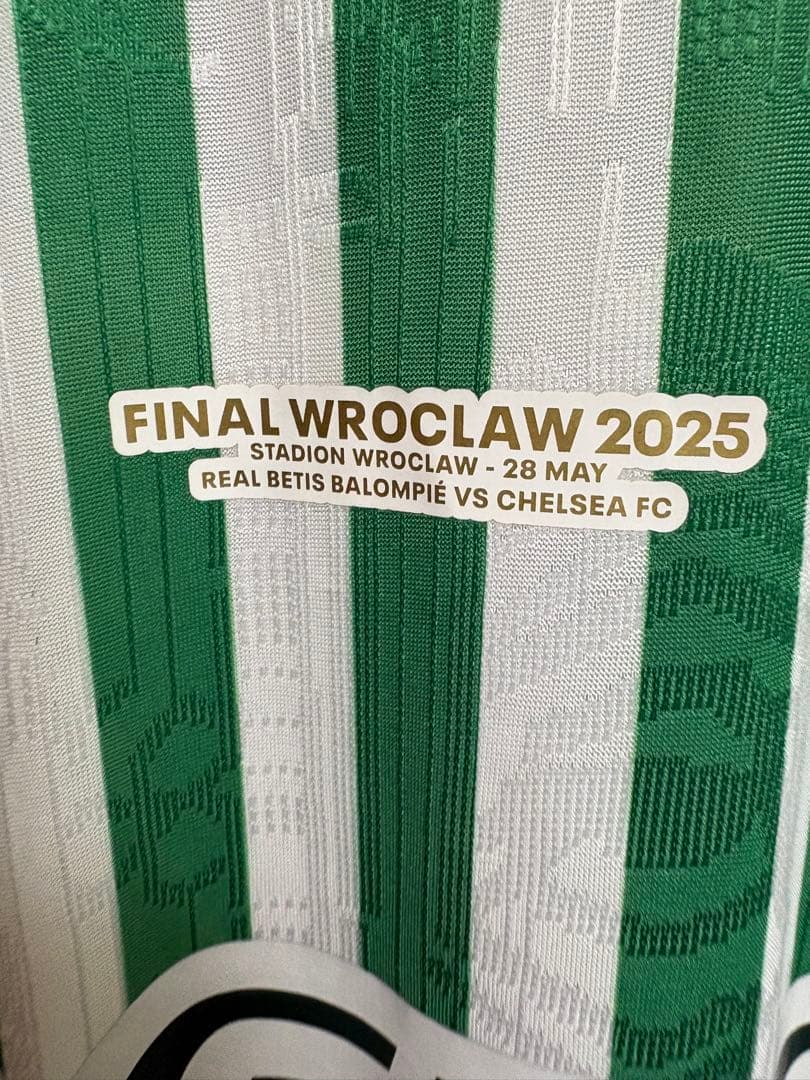 FINAL WROCLAW 2025
STADION WROCLAW - 28 MAY
REAL BETIS BALOMPIÉ VS CHELSEA FC